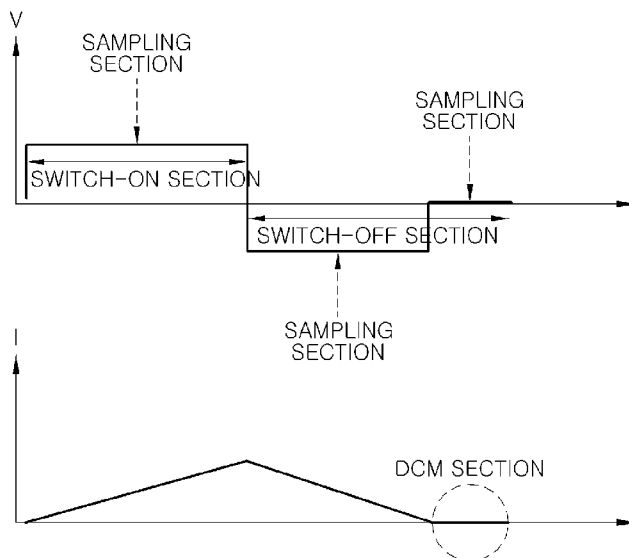 V
SAMPLING
SECTION
SAMPLING
SECTION
SWITCH-ON SECTION
SWITCH-OFF SECTION
SAMPLING
SECTION
I
DCM SECTION